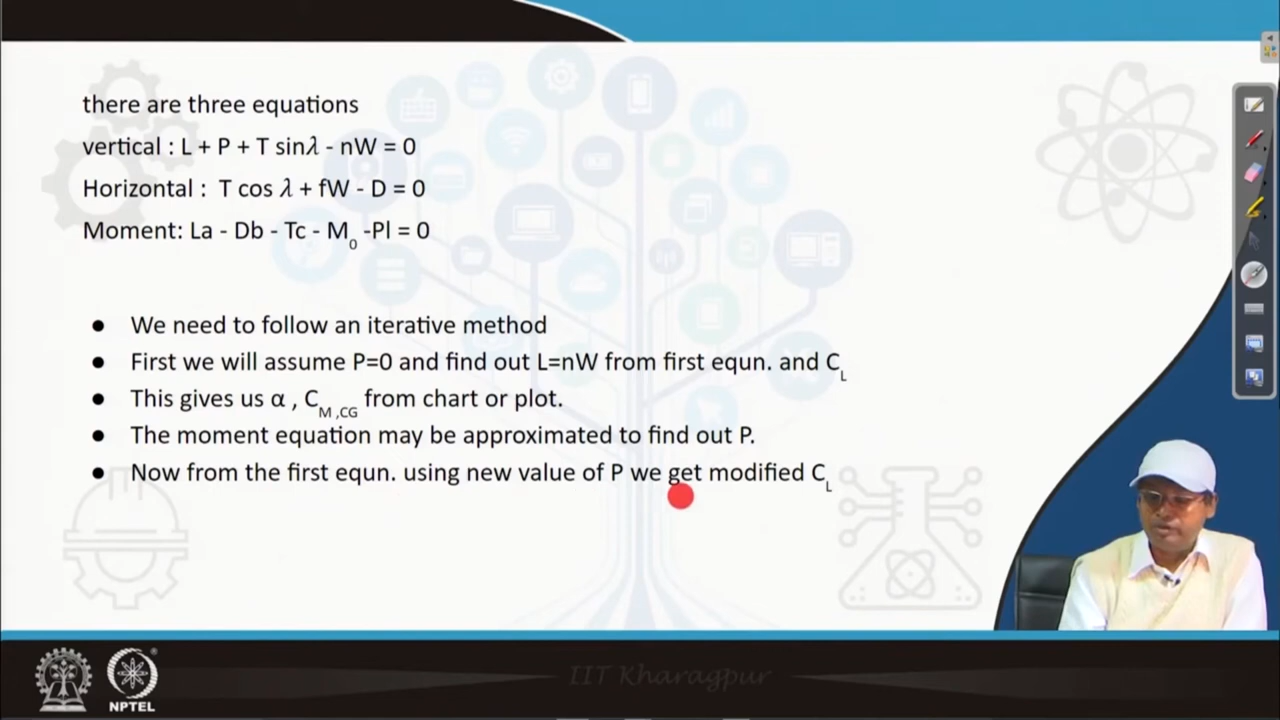 there are three equations
vertical : L + P + T sinλ - nW = 0
Horizontal : T cos λ + fW - D = 0
Moment: La - Db - Tc - M₀ -Pl = 0
● We need to follow an iterative method
● First we will assume P=0 and find out L=nW from first equn. and C_L
● This gives us α , C_M ,CG from chart or plot.
● The moment equation may be approximated to find out P.
● Now from the first equn. using new value of P we get modified C_L
IIT Kharagpur
NPTEL